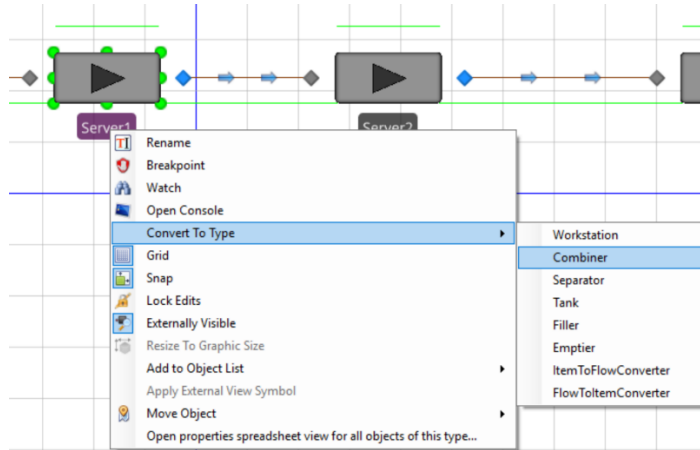 Server1
Server2
Rename
Breakpoint
Watch
Open Console
Convert To Type
Grid
Snap
Lock Edits
Externally Visible
Resize To Graphic Size
Add to Object List
Apply External View Symbol
Move Object
Open properties spreadsheet view for all objects of this type...
Workstation
Combiner
Separator
Tank
Filler
Emptier
ItemToFlowConverter
FlowToItemConverter